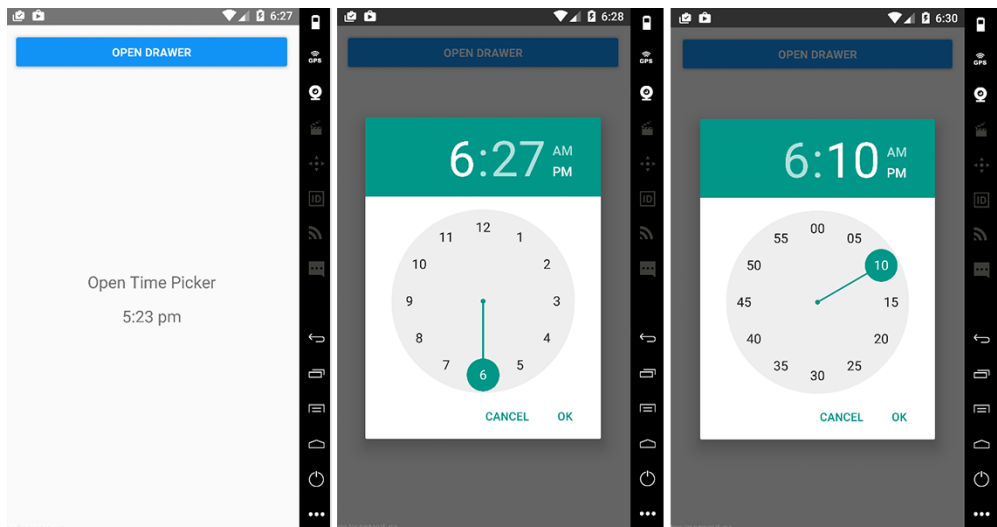 6:27
OPEN DRAWER
Open Time Picker
5:23 pm
GPS
ID
6:28
OPEN DRAWER
6:27
AM
PM
12
11 1
10 2
9 3
8 4
7 5
6
CANCEL OK
GPS
ID
6:30
OPEN DRAWER
6:10
AM
PM
00
55 05
50 10
45 15
40 20
35 25
30
CANCEL OK
GPS
ID